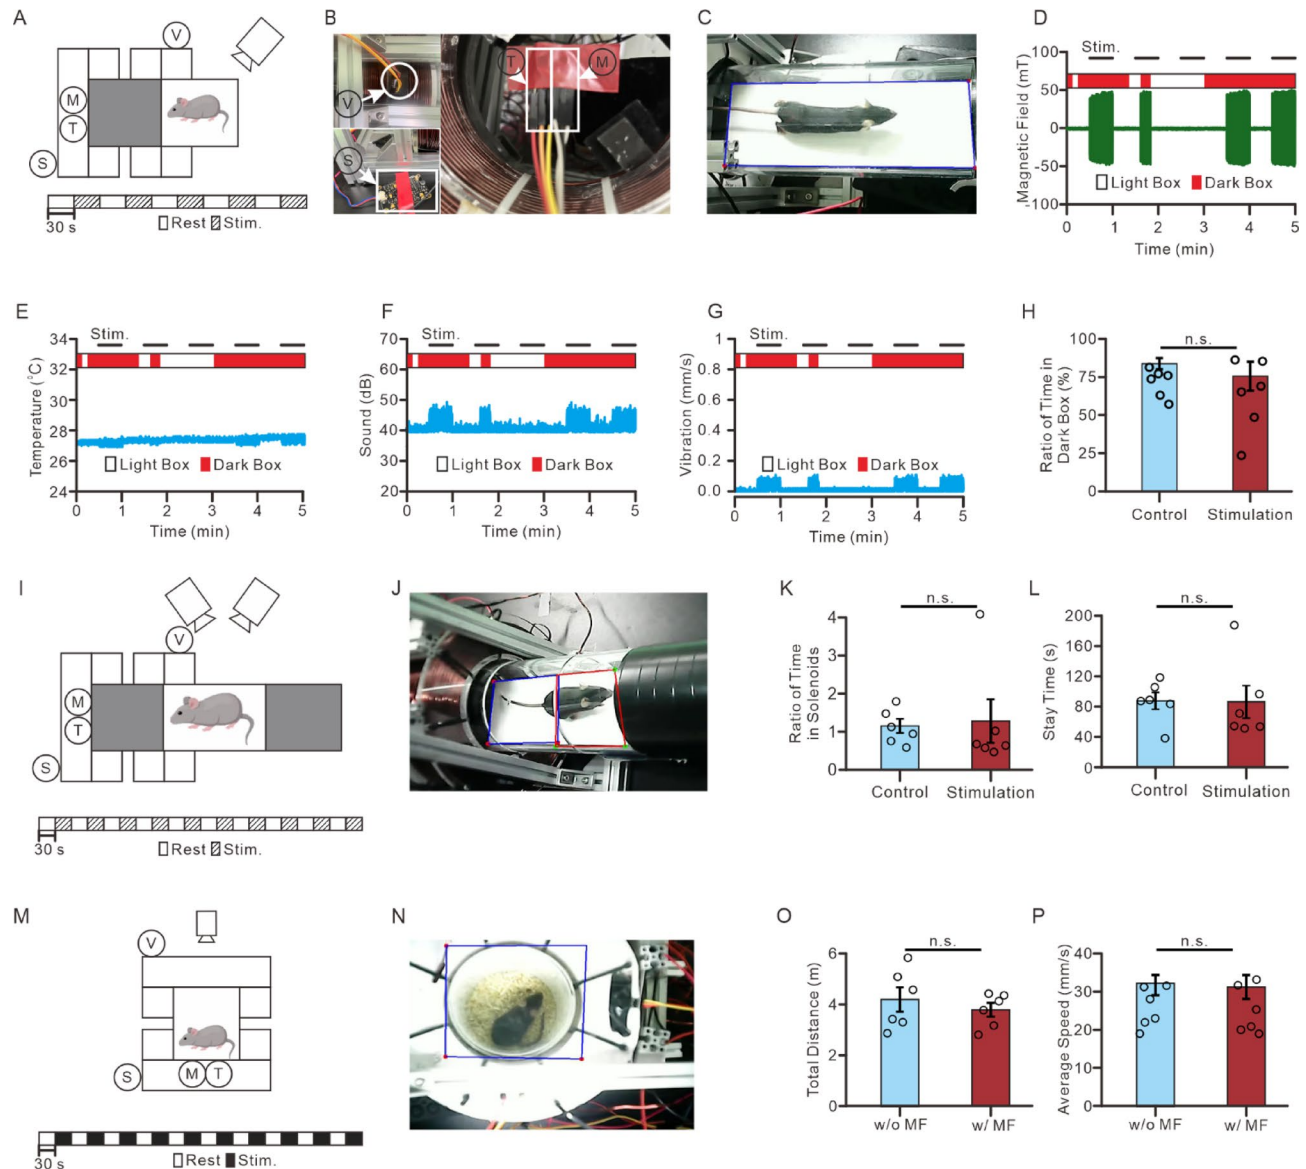 A
V
M
T
S
30 s
Rest
Stim.
B
V
S
T
M
C
D
Stim.
Magnetic Field (mT)
100
50
0
-50
-100
Light Box
Dark Box
0
1
2
3
4
5
Time (min)
E
Stim.
Temperature (°C)
34
32
30
28
26
24
Light Box
Dark Box
0
1
2
3
4
5
Time (min)
F
Stim.
Sound (dB)
70
60
50
40
30
20
Light Box
Dark Box
0
1
2
3
4
5
Time (min)
G
Stim.
Vibration (mm/s)
1
0.8
0.6
0.4
0.2
0.0
Light Box
Dark Box
0
1
2
3
4
5
Time (min)
H
n.s.
Ratio of Time in
Dark Box (%)
100
75
50
25
0
Control
Stimulation
I
V
M
T
S
30 s
Rest
Stim.
J
K
n.s.
Ratio of Time
in Solenoids
4
3
2
1
0
Control
Stimulation
L
n.s.
Stay Time (s)
200
160
120
80
40
0
Control
Stimulation
M
V
S
M
T
30 s
Rest
Stim.
N
O
n.s.
Total Distance (m)
6
4
2
0
w/o MF
w/ MF
P
n.s.
Average Speed (mm/s)
40
30
20
10
0
w/o MF
w/ MF